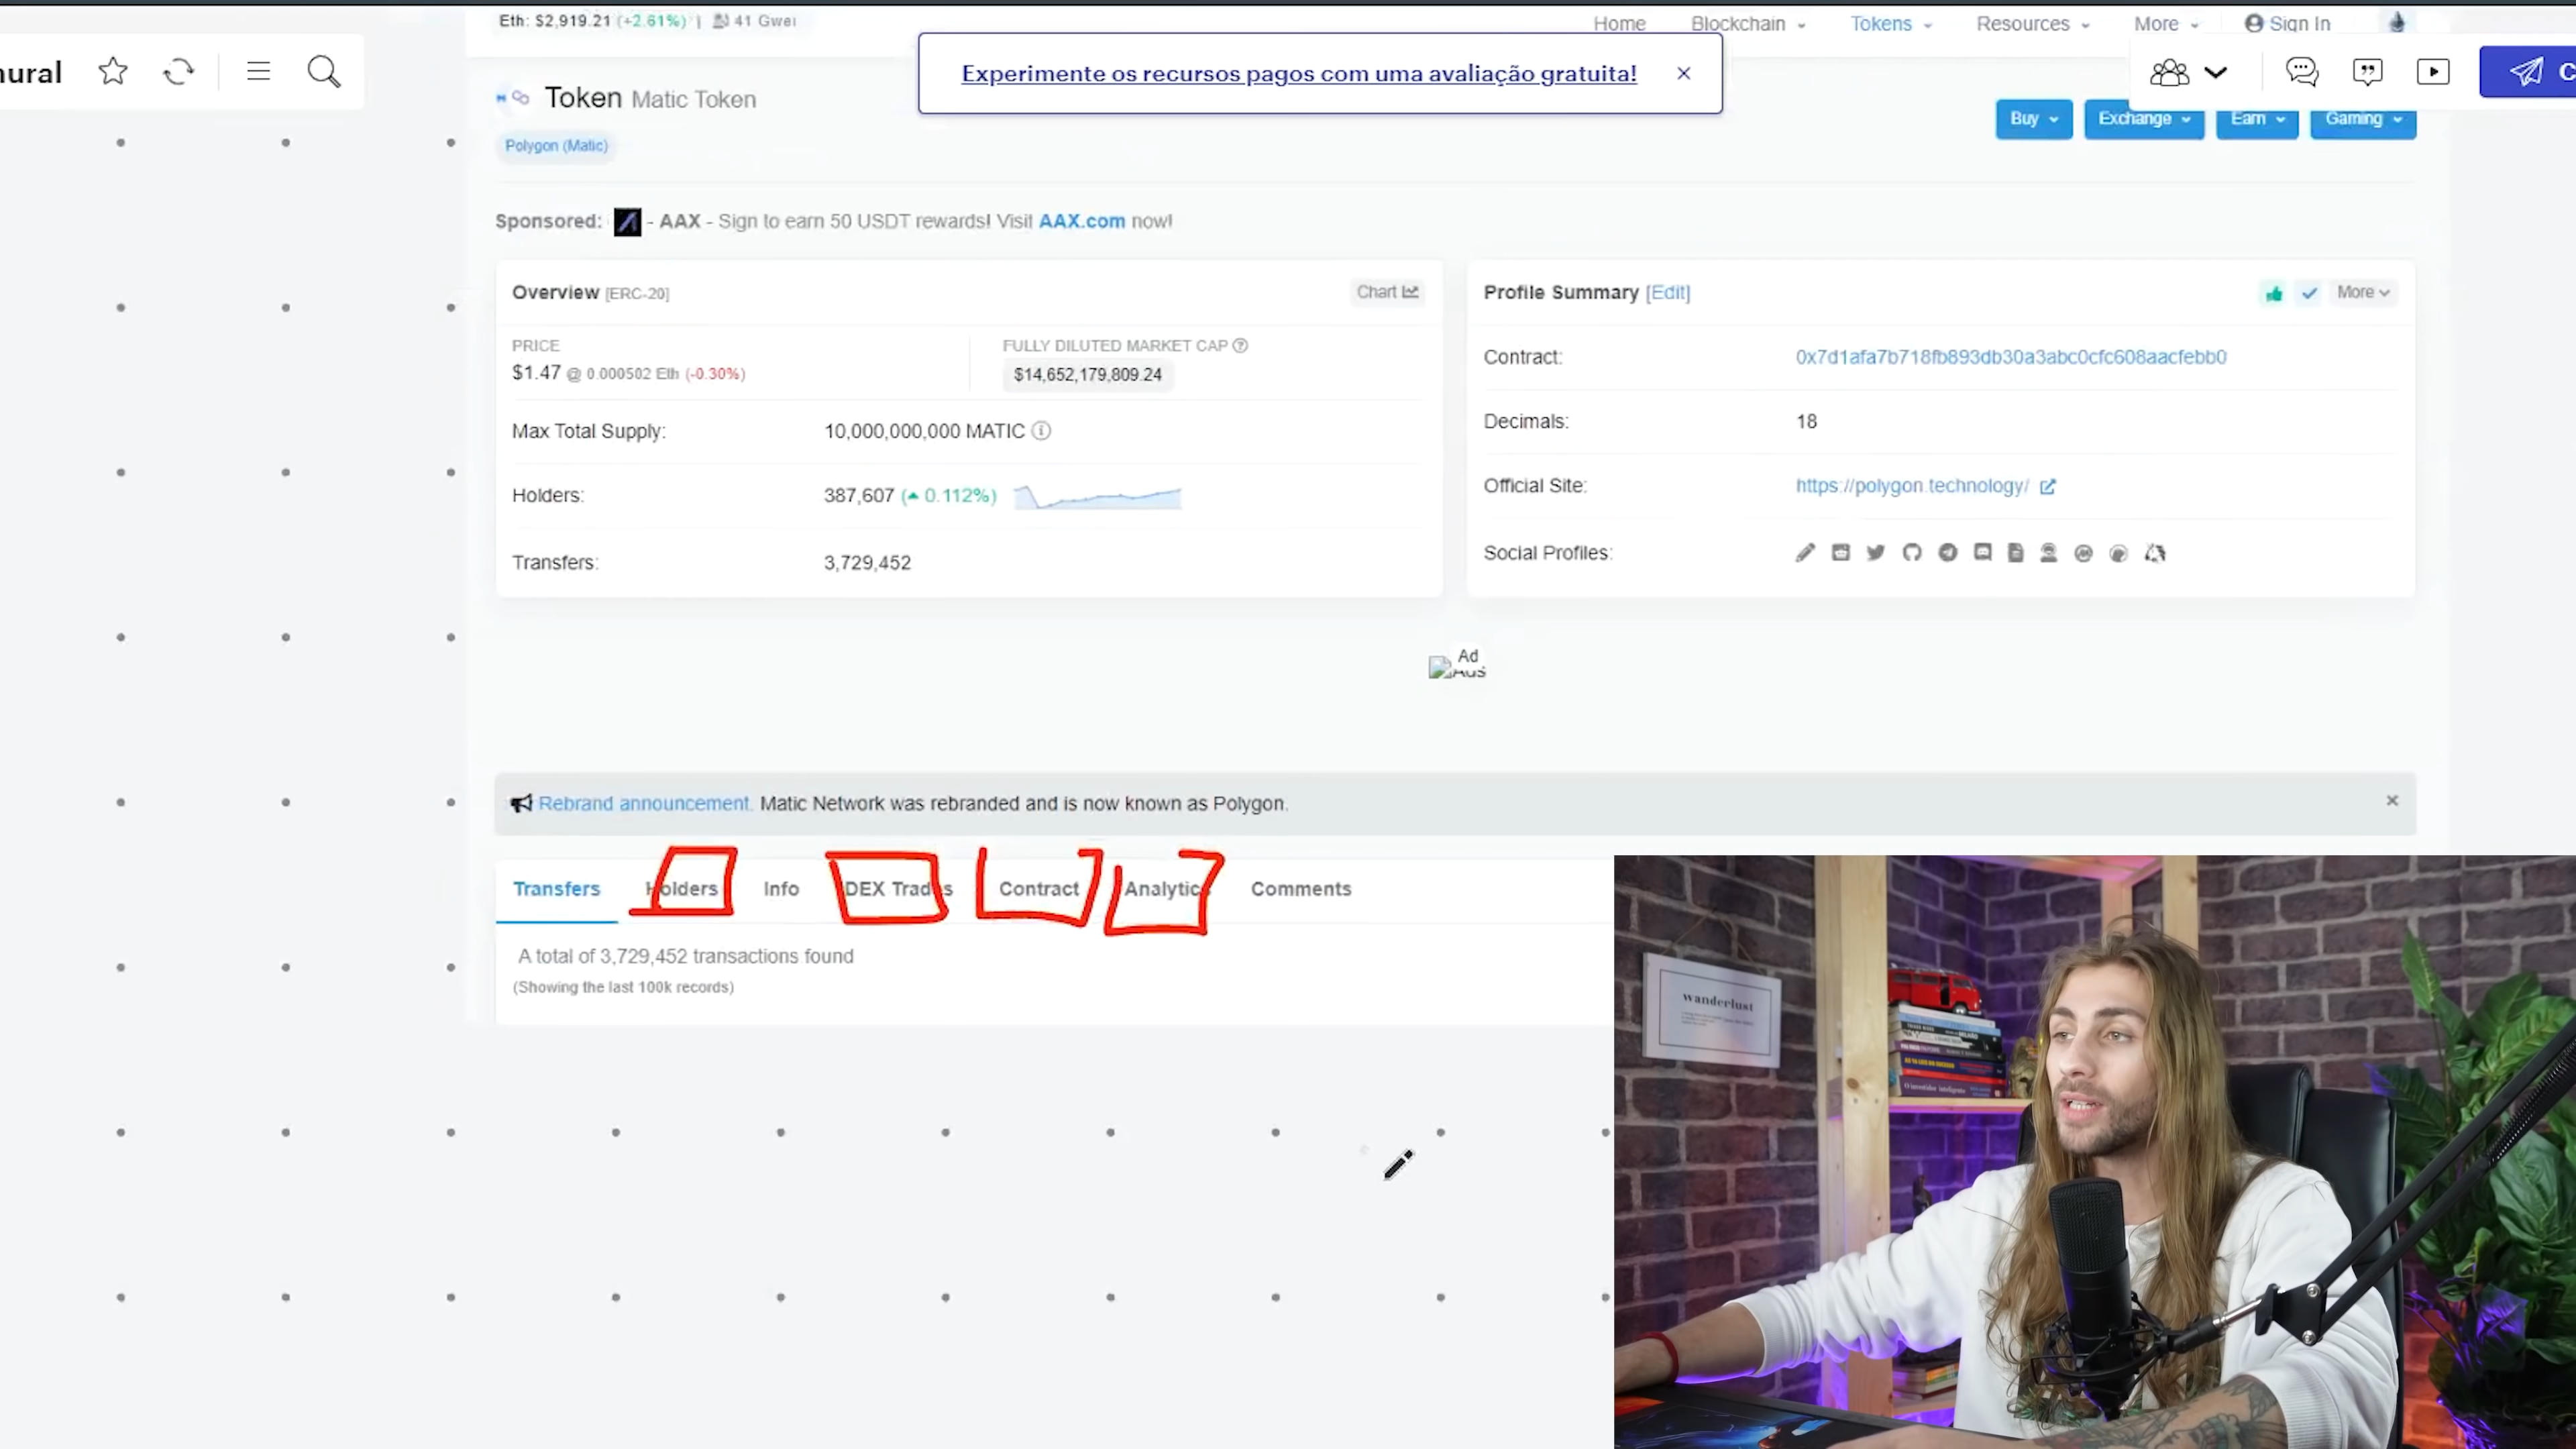 Eth: $2,919.21 (+2.61%) | 41 Gwei
Home Blockchain Tokens Resources More Sign In
ural
Experimente os recursos pagos com uma avaliação gratuita!
Token Matic Token
Buy Exchange Earn Gaming
Polygon (Matic)
Sponsored: - AAX - Sign to earn 50 USDT rewards! Visit AAX.com now!
Overview [ERC-20] Chart
PRICE
$1.47 @ 0.000502 Eth (-0.30%)
FULLY DILUTED MARKET CAP
$14,652,179,809.24
Max Total Supply: 10,000,000,000 MATIC
Holders: 387,607 (0.112%)
Transfers: 3,729,452
Profile Summary [Edit] More
Contract: 0x7d1afa7b718fb893db30a3abc0cfc608aacfebb0
Decimals: 18
Official Site: https://polygon.technology/
Social Profiles:
Ad
Ads
Rebrand announcement. Matic Network was rebranded and is now known as Polygon.
Transfers Holders Info DEX Trades Contract Analytics Comments
A total of 3,729,452 transactions found
(Showing the last 100k records)
wanderlust